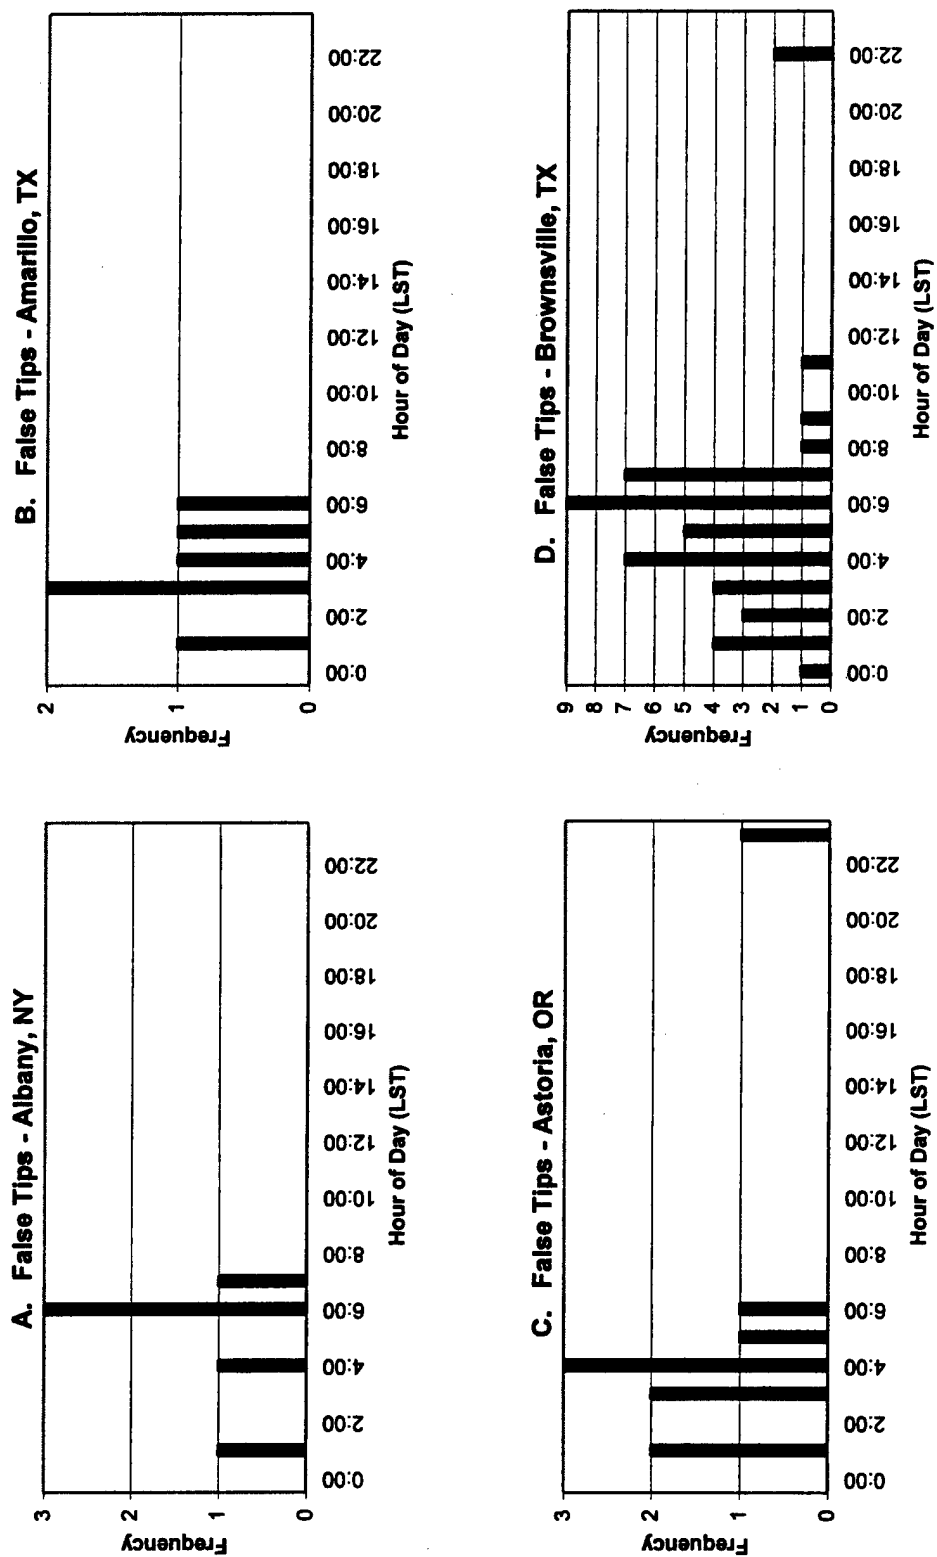 A. False Tips - Albany, NY
Frequency
3
2
1
0
0:00 2:00 4:00 6:00 8:00 10:00 12:00 14:00 16:00 18:00 20:00 22:00
Hour of Day (LST)
B. False Tips - Amarillo, TX
Frequency
2
1
0
0:00 2:00 4:00 6:00 8:00 10:00 12:00 14:00 16:00 18:00 20:00 22:00
Hour of Day (LST)
C. False Tips - Astoria, OR
Frequency
3
2
1
0
0:00 2:00 4:00 6:00 8:00 10:00 12:00 14:00 16:00 18:00 20:00 22:00
Hour of Day (LST)
D. False Tips - Brownsville, TX
Frequency
9
8
7
6
5
4
3
2
1
0
0:00 2:00 4:00 6:00 8:00 10:00 12:00 14:00 16:00 18:00 20:00 22:00
Hour of Day (LST)